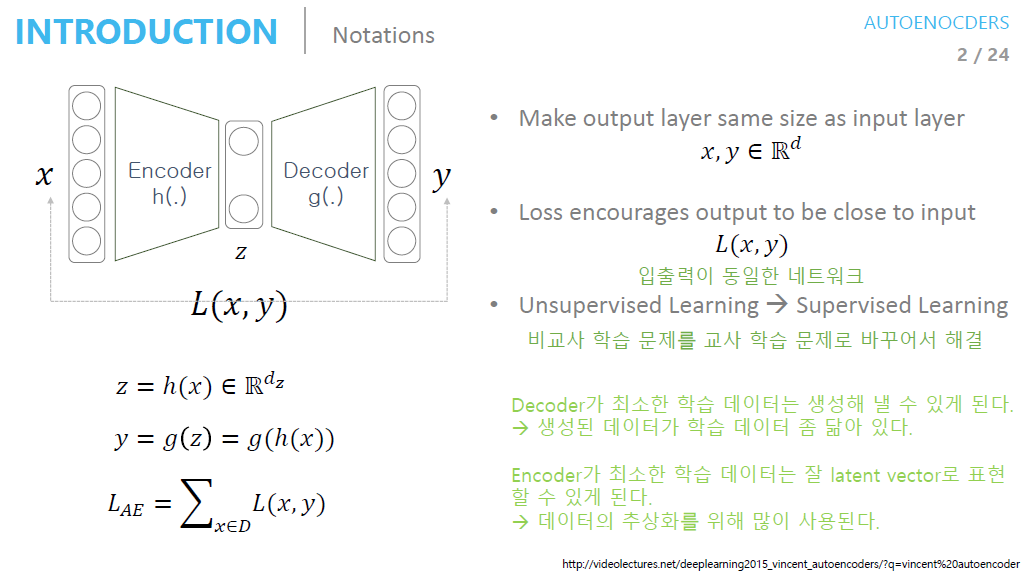 INTRODUCTION
Notations
AUTOENOCDERS
2 / 24
x
Encoder
h(.)
z
Decoder
g(.)
y
L(x, y)
z = h(x) ∈ ℝ^{d_z}
y = g(z) = g(h(x))
L_{AE} = ∑_{x∈D} L(x, y)
• Make output layer same size as input layer
x, y ∈ ℝ^d
• Loss encourages output to be close to input
L(x, y)
입출력이 동일한 네트워크
• Unsupervised Learning → Supervised Learning
비교사 학습 문제를 교사 학습 문제로 바꾸어서 해결
Decoder가 최소한 학습 데이터는 생성해 낼 수 있게 된다.
→ 생성된 데이터가 학습 데이터 좀 닮아 있다.
Encoder가 최소한 학습 데이터는 잘 latent vector로 표현
할 수 있게 된다.
→ 데이터의 추상화를 위해 많이 사용된다.
http://videolectures.net/deeplearning2015_vincent_autoencoders/?q=vincent%20autoencoder